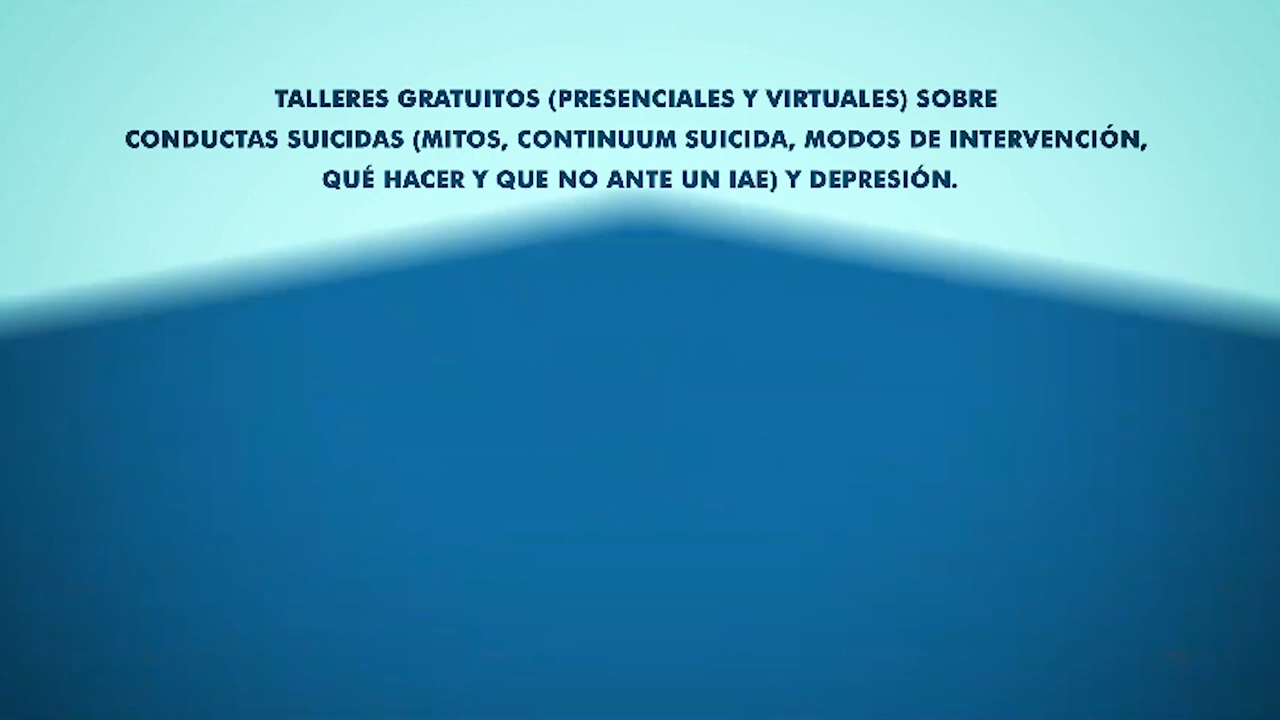 TALLERES GRATUITOS (PRESENCIALES Y VIRTUALES) SOBRE
CONDUCTAS SUICIDAS (MITOS, CONTINUUM SUICIDA, MODOS DE INTERVENCIÓN,
QUÉ HACER Y QUE NO ANTE UN IAE) Y DEPRESIÓN.